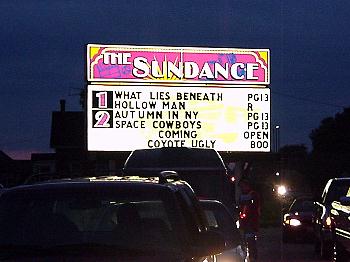 THE SUNDANCE
1 WHAT LIES BENEATH PG13
HOLLOW MAN R
2 AUTUMN IN NY PG13
SPACE COWBOYS PG13
COMING OPEN
COYOTE UGLY 800